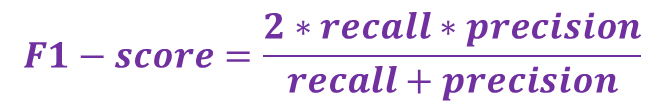 F1 − score = 2 * recall * precision / recall + precision